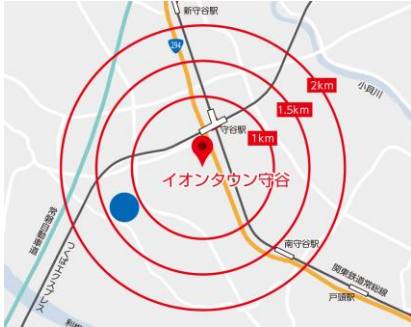 新守谷駅
294
2km
小貝川
1.5km
守谷駅
1km
イオンタウン守谷
常磐自動車道
つくばエクスプレス
南守谷駅
関東鉄道常総線
戸頭駅
利根